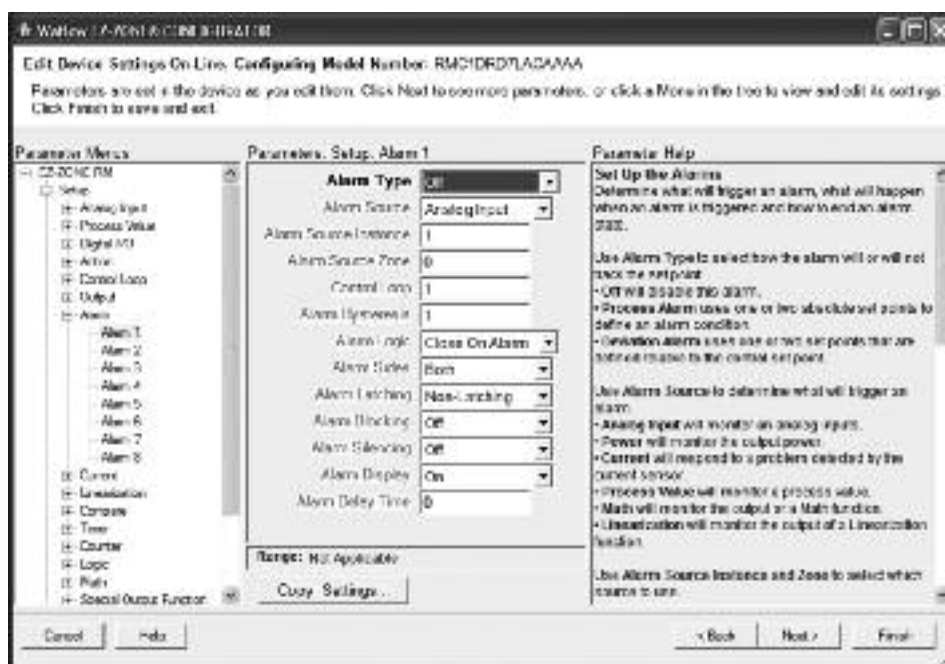 Watlow EZ-ZONE® CONFIGURATOR
Edit Device Settings On-Line, Configuring Model Number:
Parameters are set in the device as you edit them. Click Next to see more parameters, or click a Menu in the tree to view and edit its settings.
Click Finish to save and exit.
Parameter Menus
EZ-ZONE RM
Setup
Analog Input
Process Value
Digital I/O
Action
Control Loop
Output
Alarm
Alarm 1
Alarm 2
Alarm 3
Alarm 4
Alarm 5
Alarm 6
Alarm 7
Alarm 8
Current
Linearization
Compare
Timer
Counter
Logic
Math
Special Output Function
Parameters, Setup, Alarm 1
Alarm Type Off
Alarm Source Analog Input
Alarm Source Instance 1
Alarm Source Zone 0
Control Loop 1
Alarm Hysteresis 1
Alarm Logic Close On Alarm
Alarm Sides Both
Alarm Latching Non-Latching
Alarm Blocking Off
Alarm Silencing Off
Alarm Display On
Alarm Delay Time 0
Range: Not Applicable
Copy Settings...
Parameter Help
Set Up the Alarms
Determine what will trigger an alarm, what will happen
when an alarm is triggered and how to end an alarm
state.
Use Alarm Type to select how the alarm will or will not
track the set point
• Off will disable this alarm.
• Process Alarm uses one or two absolute set points to
define an alarm condition.
• Deviation Alarm uses one or two set points that are
defined relative to the control set point.
Use Alarm Source to determine what will trigger an
alarm.
• Analog Input will monitor an analog inputs.
• Power will monitor the output power.
• Current will respond to a problem detected by the
current sensor.
• Process Value will monitor a process value.
• Math will monitor the output of a Math function.
• Linearization will monitor the output of a Linearization
function.
Use Alarm Source Instance and Zone to select which
source to use.
Cancel
Help
< Back
Next >
Finish